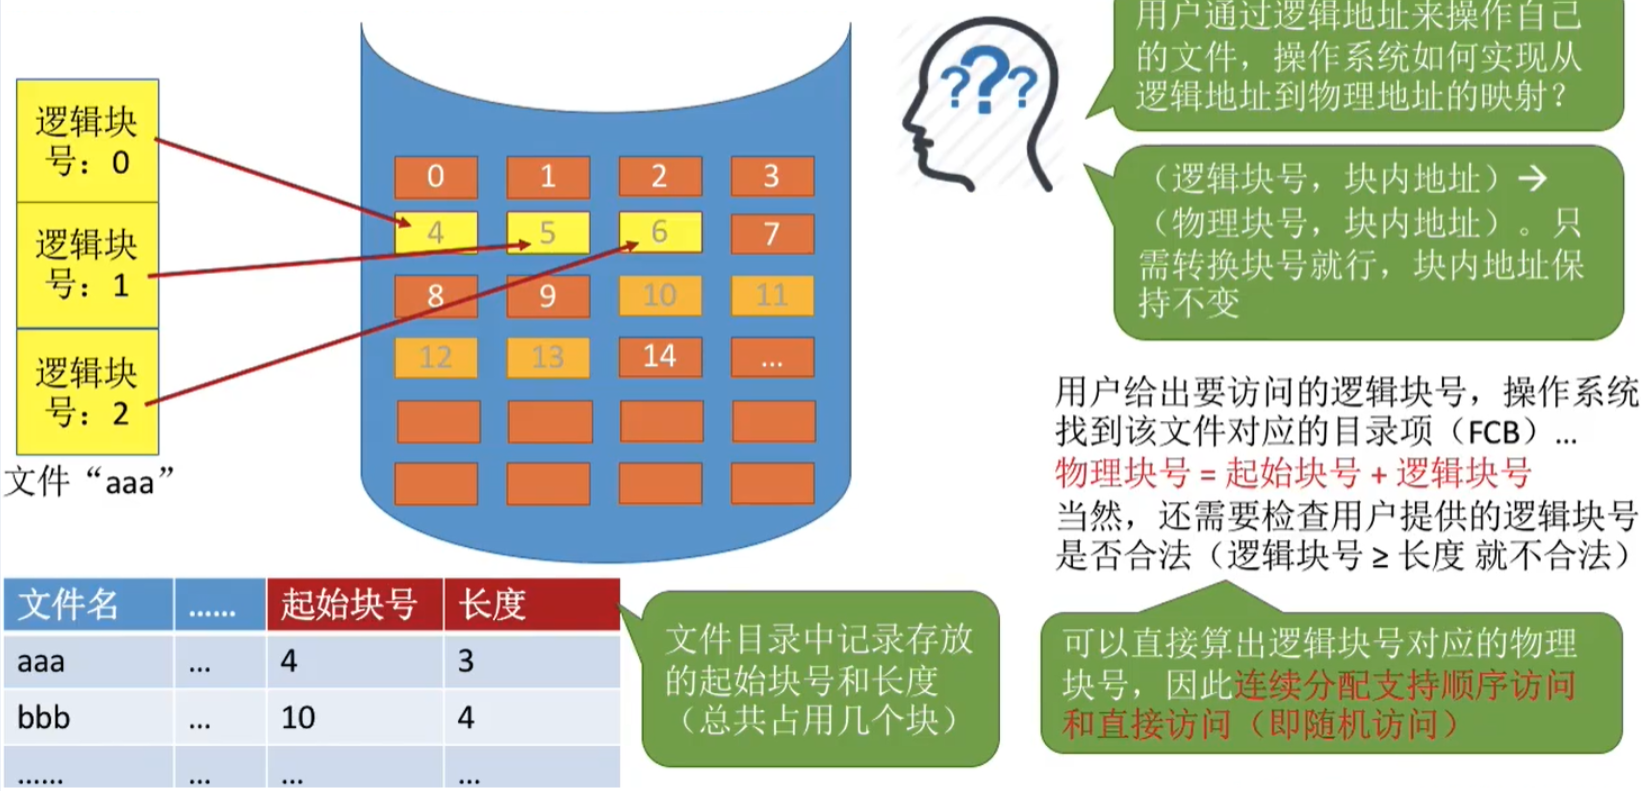 用户通过逻辑地址来操作自己
的文件，操作系统如何实现从
逻辑地址到物理地址的映射？
（逻辑块号，块内地址）→
（物理块号，块内地址）。只
需转换块号就行，块内地址保
持不变
逻辑块
号：0
逻辑块
号：1
逻辑块
号：2
文件“aaa”
???
0 1 2 3
4 5 6 7
8 9 10 11
12 13 14 ...
用户给出要访问的逻辑块号，操作系统
找到该文件对应的目录项（FCB）...
物理块号 = 起始块号 + 逻辑块号
当然，还需要检查用户提供的逻辑块号
是否合法（逻辑块号 ≥ 长度 就不合法）
文件名 …… 起始块号 长度
aaa ... 4 3
bbb ... 10 4
…… ... ... ...
文件目录中记录存放
的起始块号和长度
（总共占用几个块）
可以直接算出逻辑块号对应的物理
块号，因此连续分配支持顺序访问
和直接访问（即随机访问）